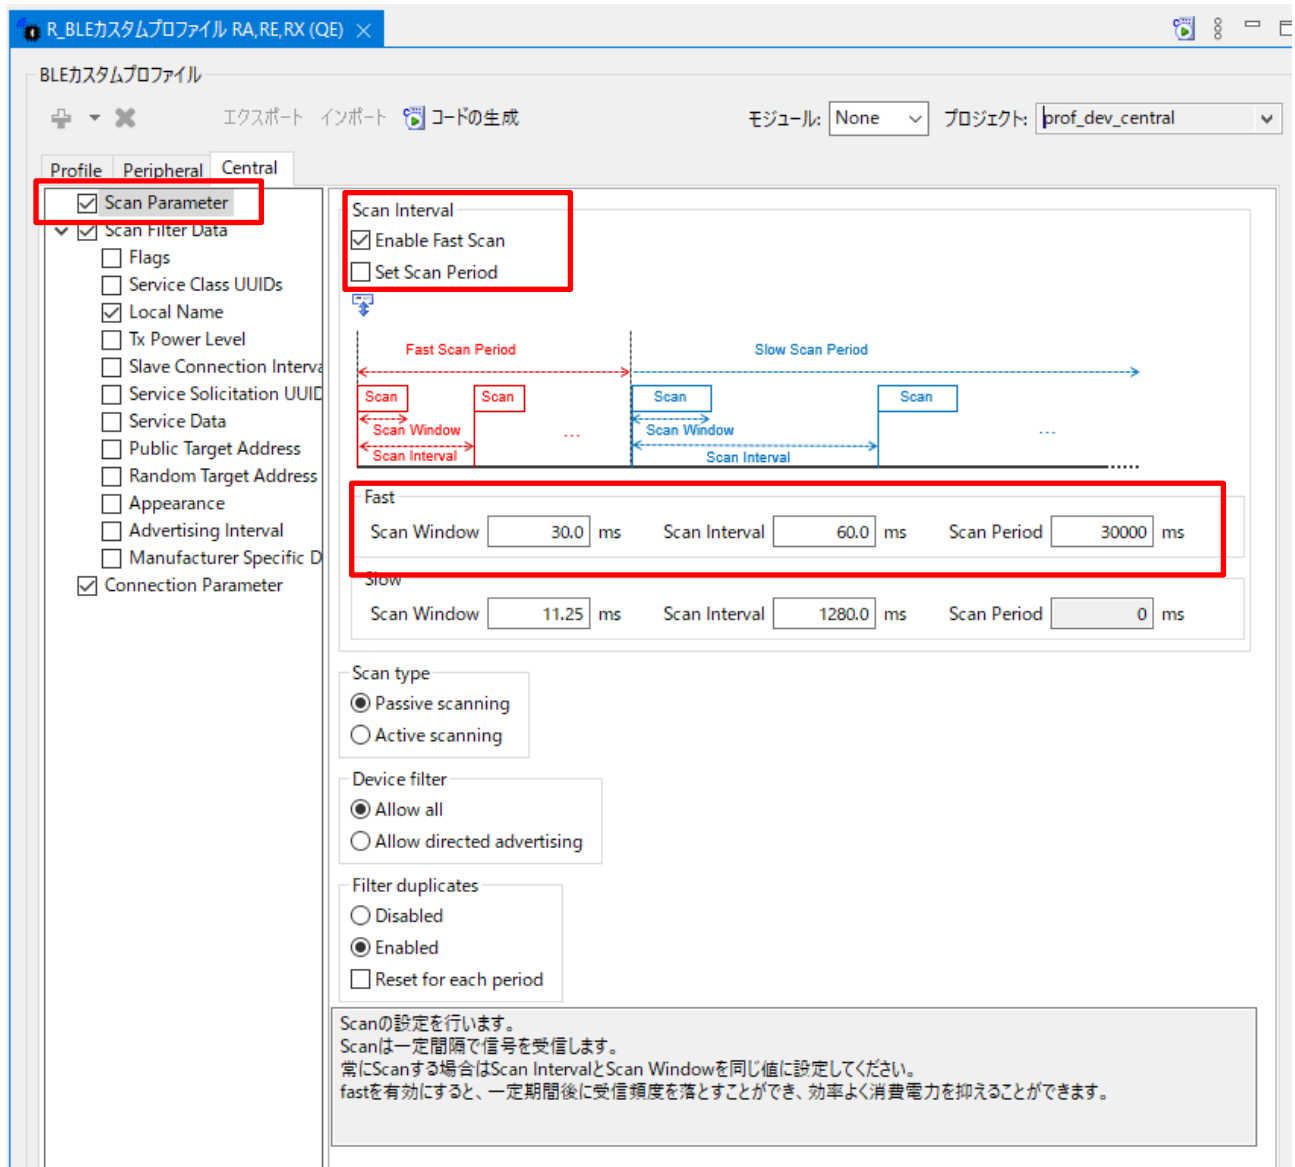 R_BLEカスタムプロファイル RA,RE,RX (QE)
BLEカスタムプロファイル
エクスポート インポート コードの生成 モジュール: None プロジェクト: prof_dev_central
Profile Peripheral Central
Scan Parameter
Scan Filter Data
Flags
Service Class UUIDs
Local Name
Tx Power Level
Slave Connection Interva
Service Solicitation UUID
Service Data
Public Target Address
Random Target Address
Appearance
Advertising Interval
Manufacturer Specific D
Connection Parameter
Scan Interval
Enable Fast Scan
Set Scan Period
Fast Scan Period Slow Scan Period
Scan Scan Scan Scan
Scan Window ... Scan Window ...
Scan Interval Scan Interval
Fast
Scan Window 30.0 ms Scan Interval 60.0 ms Scan Period 30000 ms
Slow
Scan Window 11.25 ms Scan Interval 1280.0 ms Scan Period 0 ms
Scan type
Passive scanning
Active scanning
Device filter
Allow all
Allow directed advertising
Filter duplicates
Disabled
Enabled
Reset for each period
Scanの設定を行います。
Scanは一定間隔で信号を受信します。
常にScanする場合はScan IntervalとScan Windowを同じ値に設定してください。
fastを有効にすると、一定期間後に受信頻度を落とすことができ、効率よく消費電力を抑えることができます。